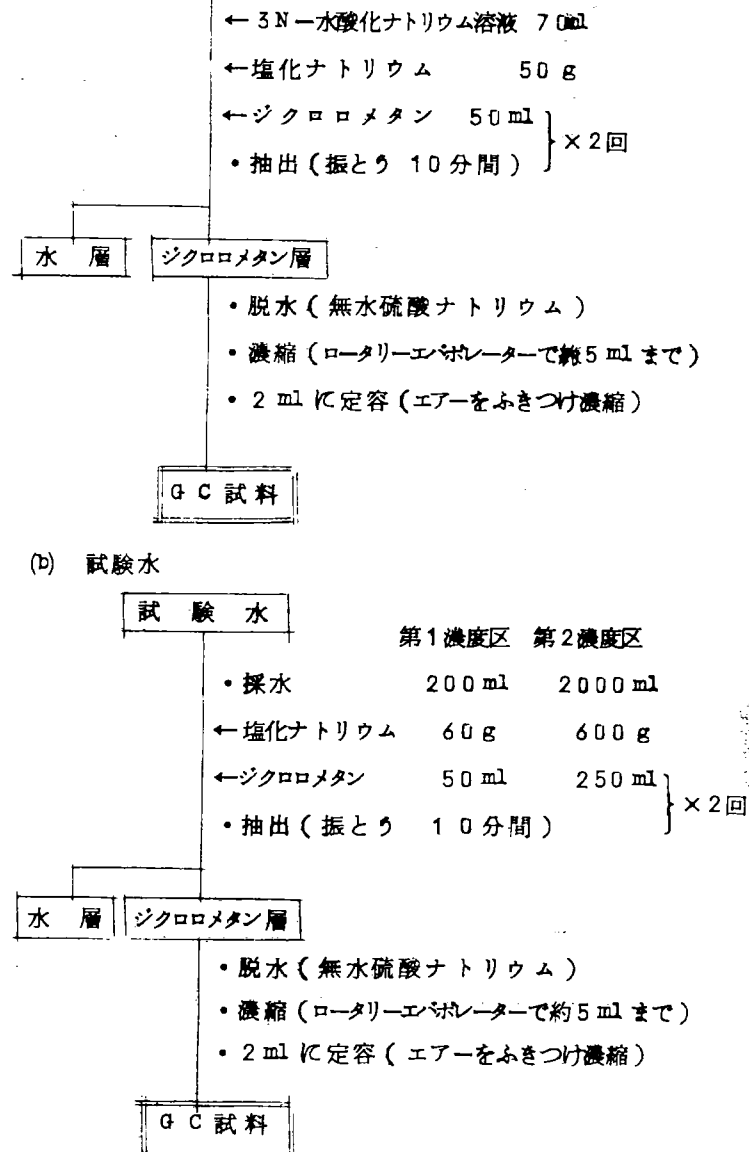 ← 3N－水酸化ナトリウム溶液 70ml
←塩化ナトリウム 50g
←ジクロロメタン 50ml
・抽出(振とう 10分間) ×2回
水層 ジクロロメタン層
・脱水(無水硫酸ナトリウム)
・濃縮(ロータリーエバポレーターで約5mlまで)
・2mlに定容(エアーをふきつけ濃縮)
GC試料
(b) 試験水
試験水
第1濃度区 第2濃度区
・採水 200ml 2000ml
←塩化ナトリウム 60g 600g
←ジクロロメタン 50ml 250ml
・抽出(振とう 10分間) ×2回
水層 ジクロロメタン層
・脱水(無水硫酸ナトリウム)
・濃縮(ロータリーエバポレーターで約5mlまで)
・2mlに定容(エアーをふきつけ濃縮)
GC試料